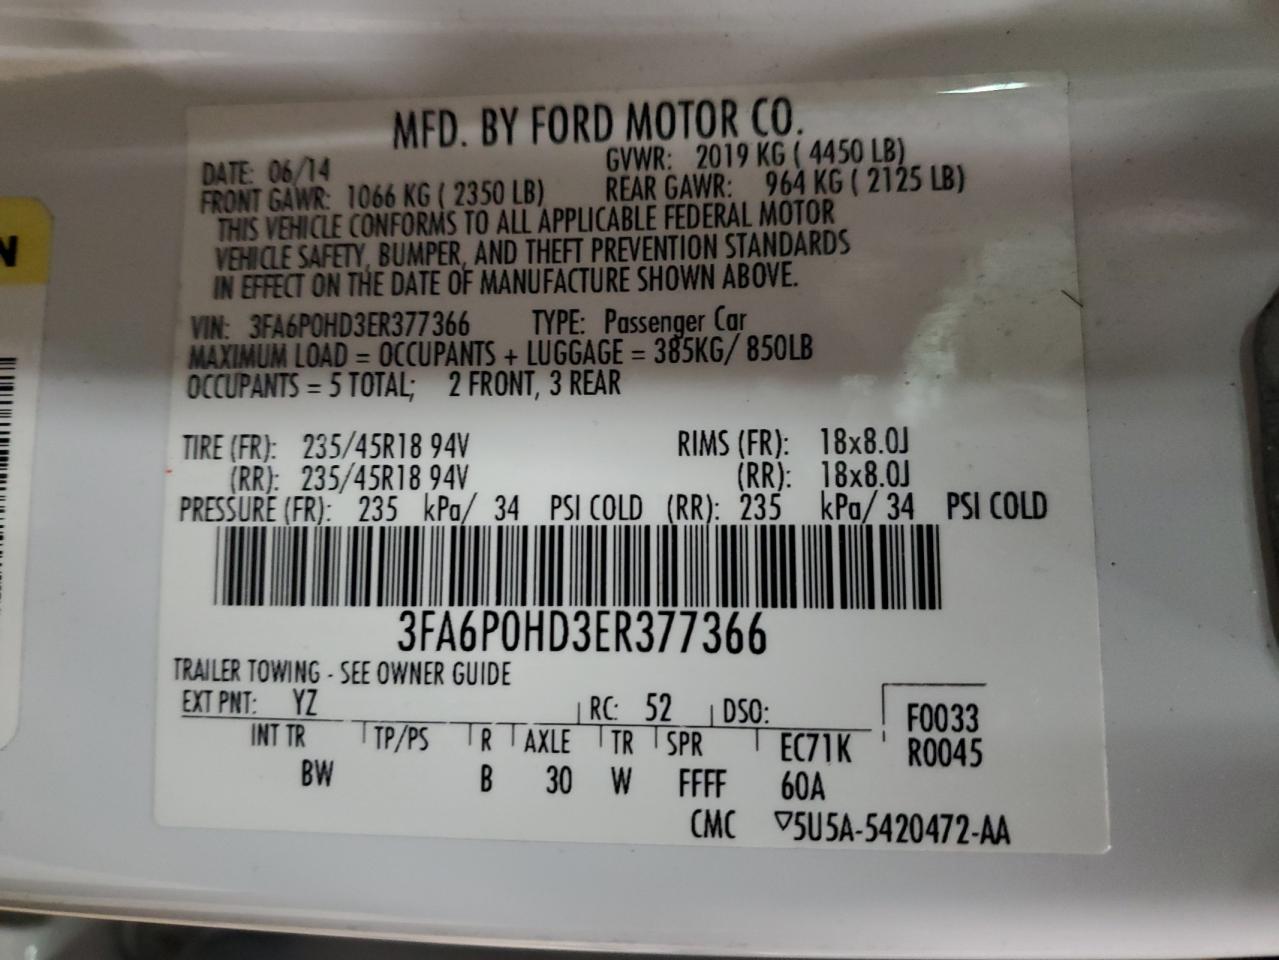 MFD. BY FORD MOTOR CO.
DATE: 06/14 GVWR: 2019 KG ( 4450 LB)
FRONT GAWR: 1066 KG ( 2350 LB) REAR GAWR: 964 KG ( 2125 LB)
THIS VEHICLE CONFORMS TO ALL APPLICABLE FEDERAL MOTOR
VEHICLE SAFETY, BUMPER, AND THEFT PREVENTION STANDARDS
IN EFFECT ON THE DATE OF MANUFACTURE SHOWN ABOVE.
VIN: 3FA6P0HD3ER377366 TYPE: Passenger Car
MAXIMUM LOAD = OCCUPANTS + LUGGAGE = 385KG/ 850LB
OCCUPANTS = 5 TOTAL; 2 FRONT, 3 REAR
TIRE (FR): 235/45R18 94V RIMS (FR): 18x8.0J
(RR): 235/45R18 94V (RR): 18x8.0J
PRESSURE (FR): 235 kPa/ 34 PSI COLD (RR): 235 kPa/ 34 PSI COLD
3FA6P0HD3ER377366
TRAILER TOWING - SEE OWNER GUIDE
EXT PNT: YZ RC: 52 DSO: F0033
INT TR TP/PS R AXLE TR SPR EC71K R0045
BW B 30 W FFFF 60A
CMC ▽5U5A-5420472-AA
N